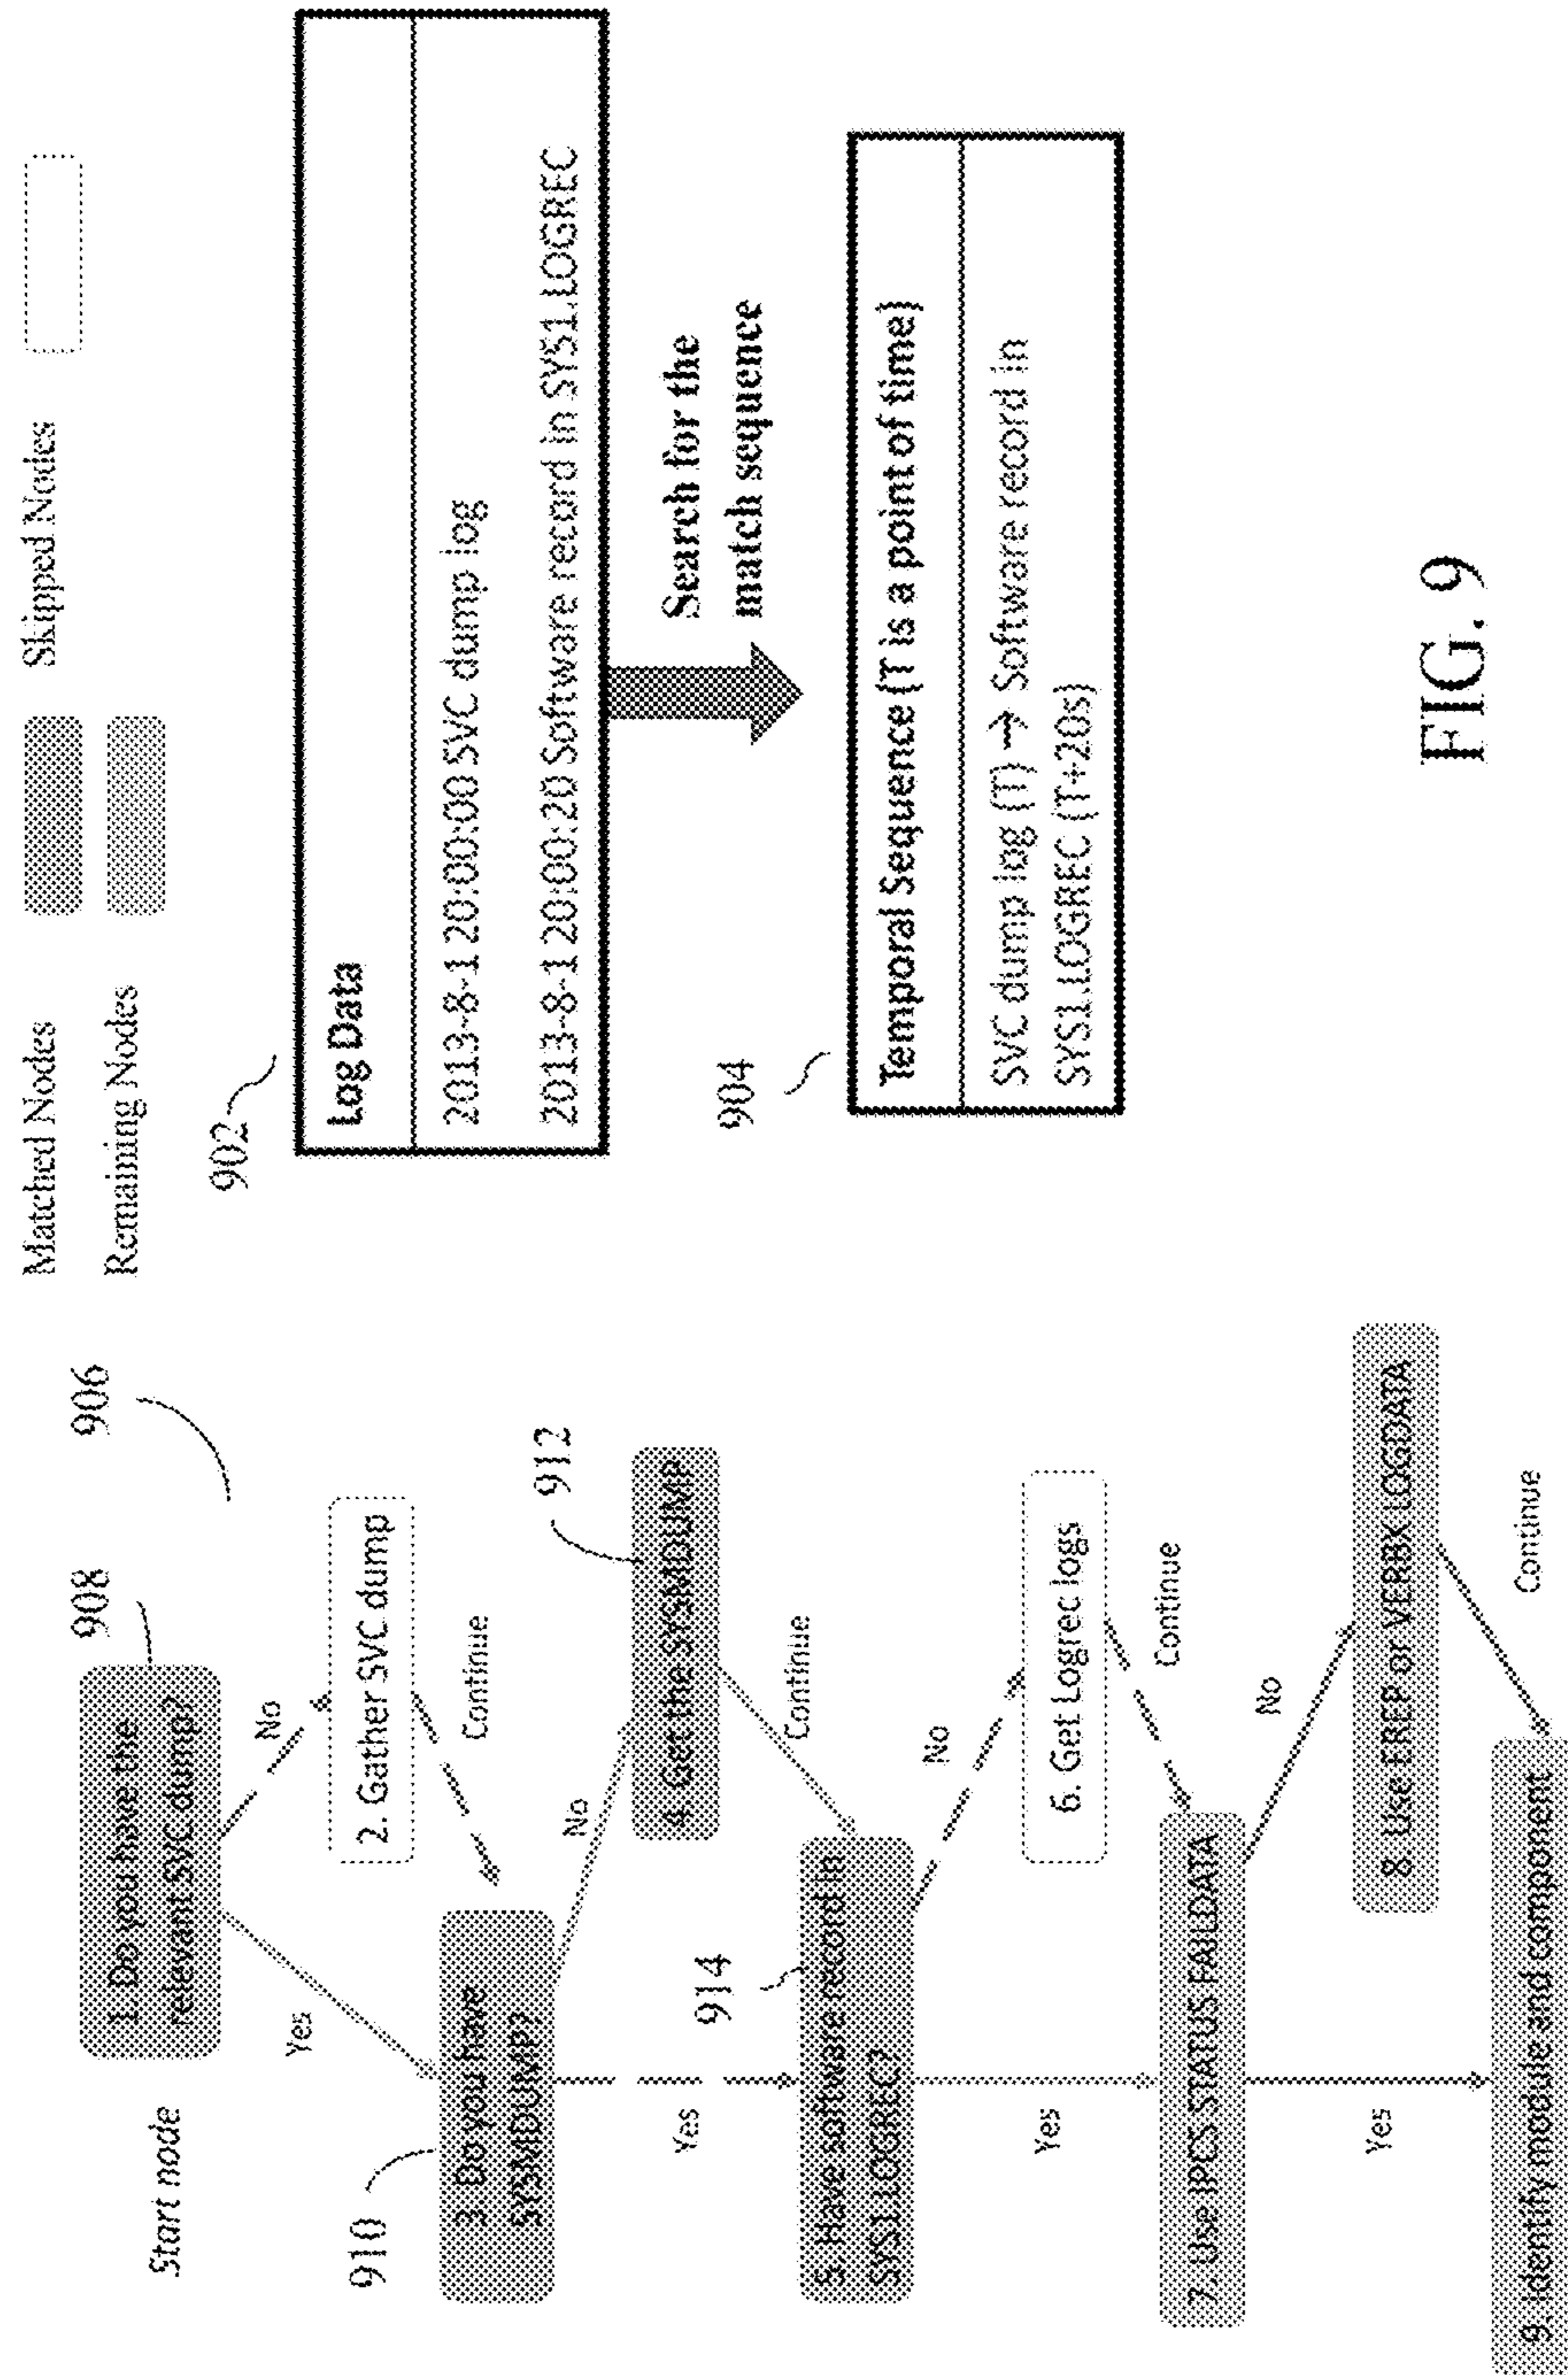 Matched Nodes
Skipped Nodes
Remaining Nodes
906
908
Start node
1. Do you have the
relevant SVC dump?
No
Yes
2. Gather SVC dump
Continue
910
3. Do you have
SYSMDUMP?
No
Yes
912
4. Get the SYSMDUMP
Continue
914
5. Have software record in
SYS1.LOGREC?
No
Yes
6. Get Logrec logs
Continue
7. Use IPCS STATUS FAILDATA
No
Yes
8. Use EREP or VERBX LOGDATA
Continue
9. Identify module and component
902
Log Data
2013-8-1 20:00:00 SVC dump log
2013-8-1 20:00:20 Software record in SYS1.LOGREC
Search for the
match sequence
904
Temporal Sequence (T is a point of time)
SVC dump log (T) → Software record in
SYS1.LOGREC (T+20s)
FIG. 9